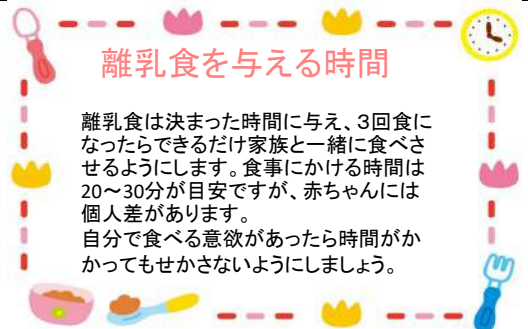 離乳食を与える時間
離乳食は決まった時間に与え、3回食に
なったらできるだけ家族と一緒に食べさ
せるようにします。食事にかける時間は
20～30分が目安ですが、赤ちゃんには
個人差があります。
自分で食べる意欲があったら時間がか
かってもせかさないようにしましょう。